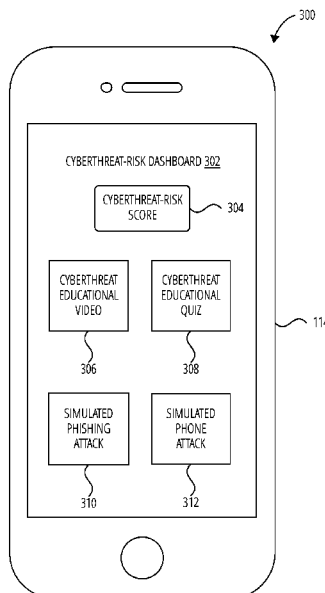 300
CYBERTHREAT-RISK DASHBOARD 302
CYBERTHREAT-RISK
SCORE
304
CYBERTHREAT
EDUCATIONAL
VIDEO
CYBERTHREAT
EDUCATIONAL
QUIZ
114
306
308
SIMULATED
PHISHING
ATTACK
SIMULATED
PHONE
ATTACK
310
312